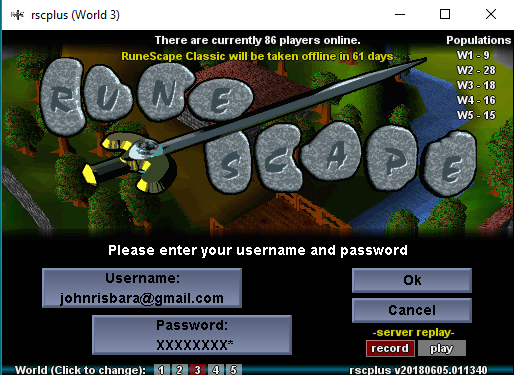 rscplus (World 3)
There are currently 86 players online.
RuneScape Classic will be taken offline in 61 days
Populations
W1 - 9
W2 - 28
W3 - 18
W4 - 16
W5 - 15
RUNE
SCAPE
Please enter your username and password
Username:
johnrisbara@gmail.com
Password:
XXXXXXXX*
Ok
Cancel
-server replay-
record play
World (Click to change): 1 2 3 4 5
rscplus v20180605.011340